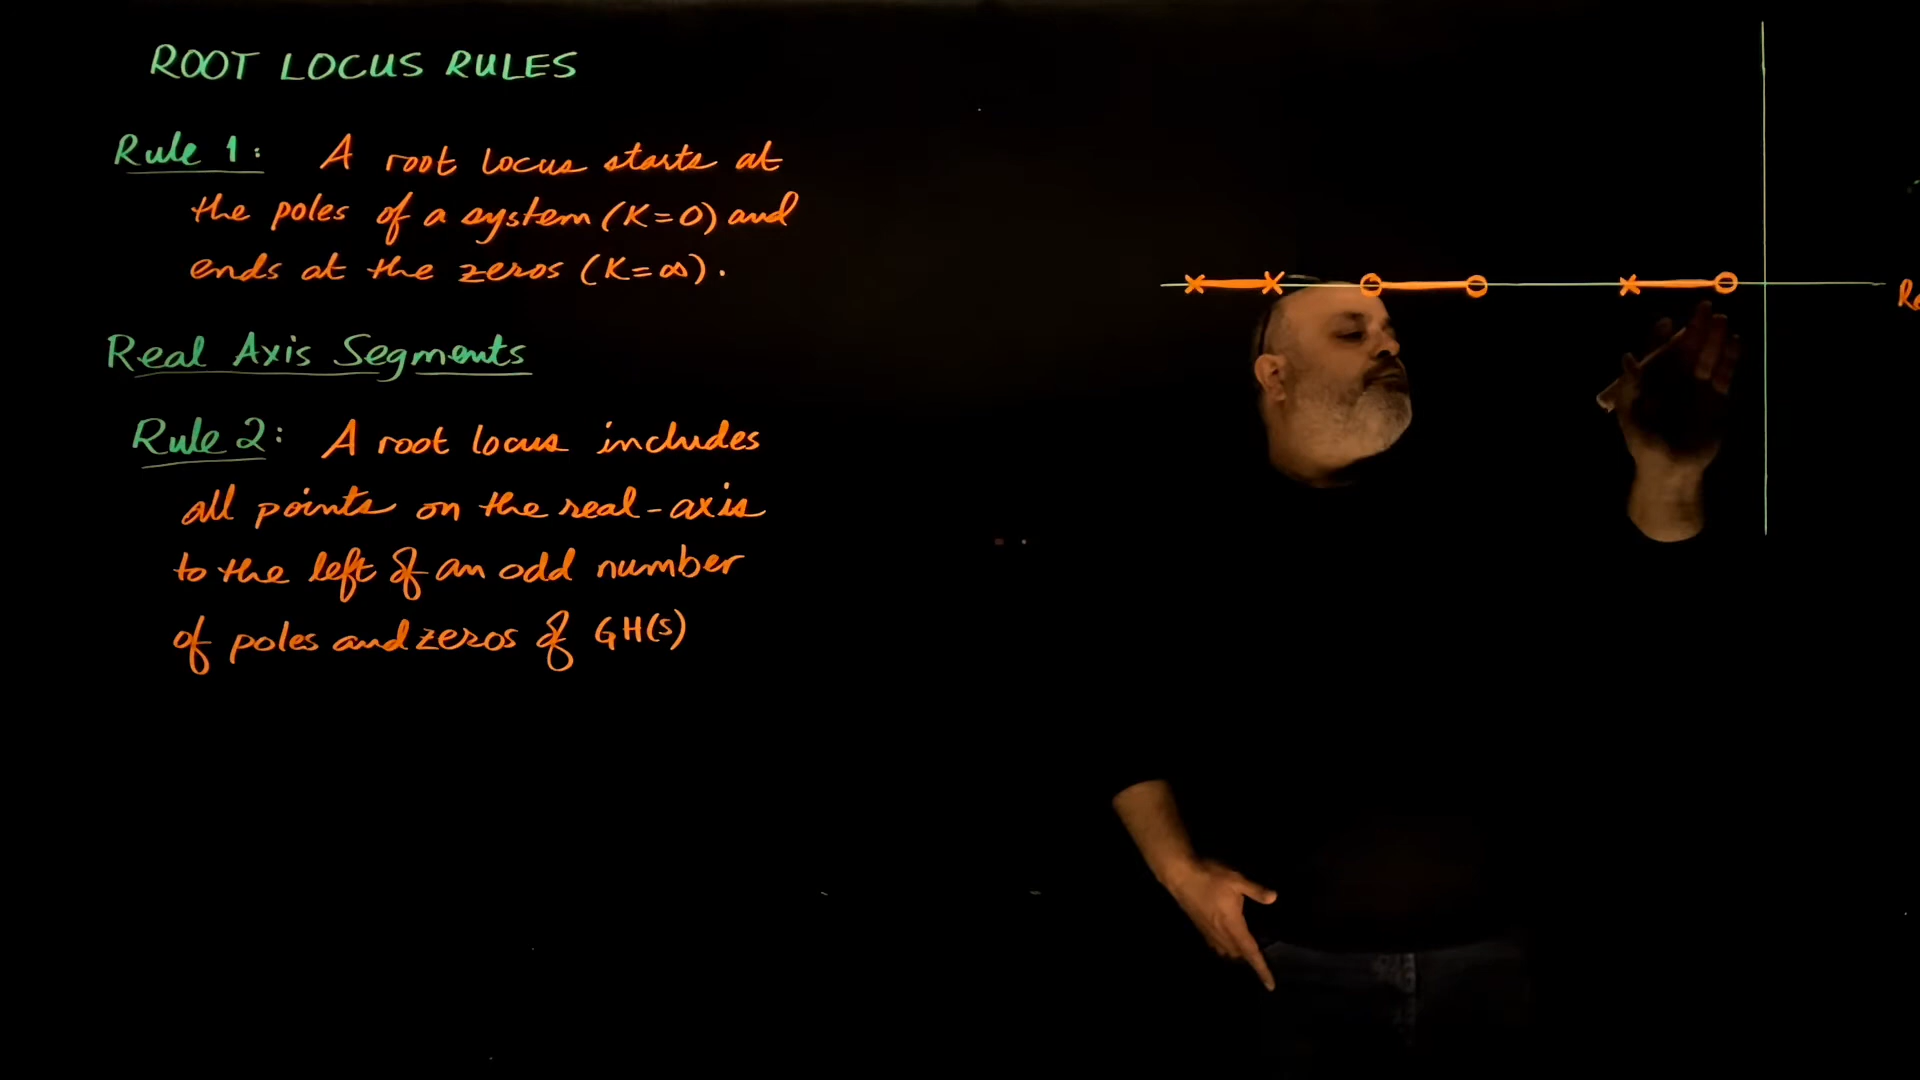 ROOT LOCUS RULES
Rule 1: A root locus starts at
the poles of a system (K=0) and
ends at the zeros (K=∞).
Real Axis Segments
Rule 2: A root locus includes
all points on the real-axis
to the left of an odd number
of poles and zeros of GH(s)